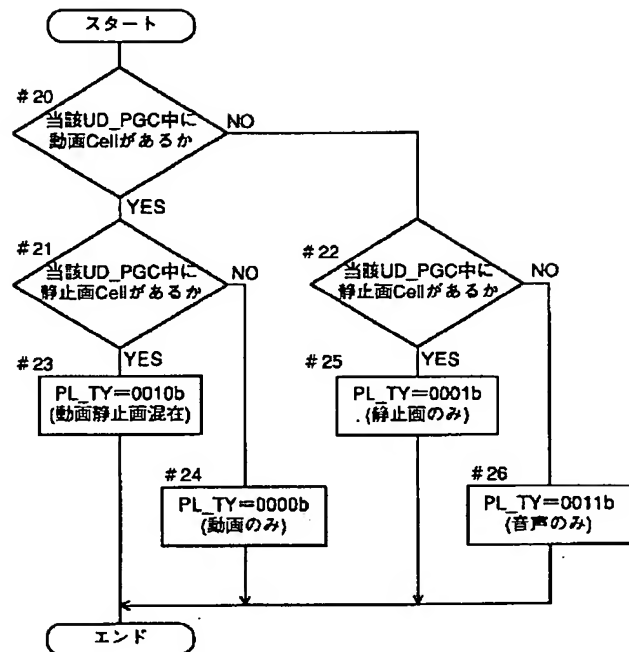 スタート
#20
当該UD_PGC中に
動画Cellがあるか
NO
YES
#21
当該UD_PGC中に
静止画Cellがあるか
NO
YES
#22
当該UD_PGC中に
静止画Cellがあるか
NO
YES
#23
PL_TY=0010b
(動画静止画混在)
#25
PL_TY=0001b
(静止画のみ)
#24
PL_TY=0000b
(動画のみ)
#26
PL_TY=0011b
(音声のみ)
エンド